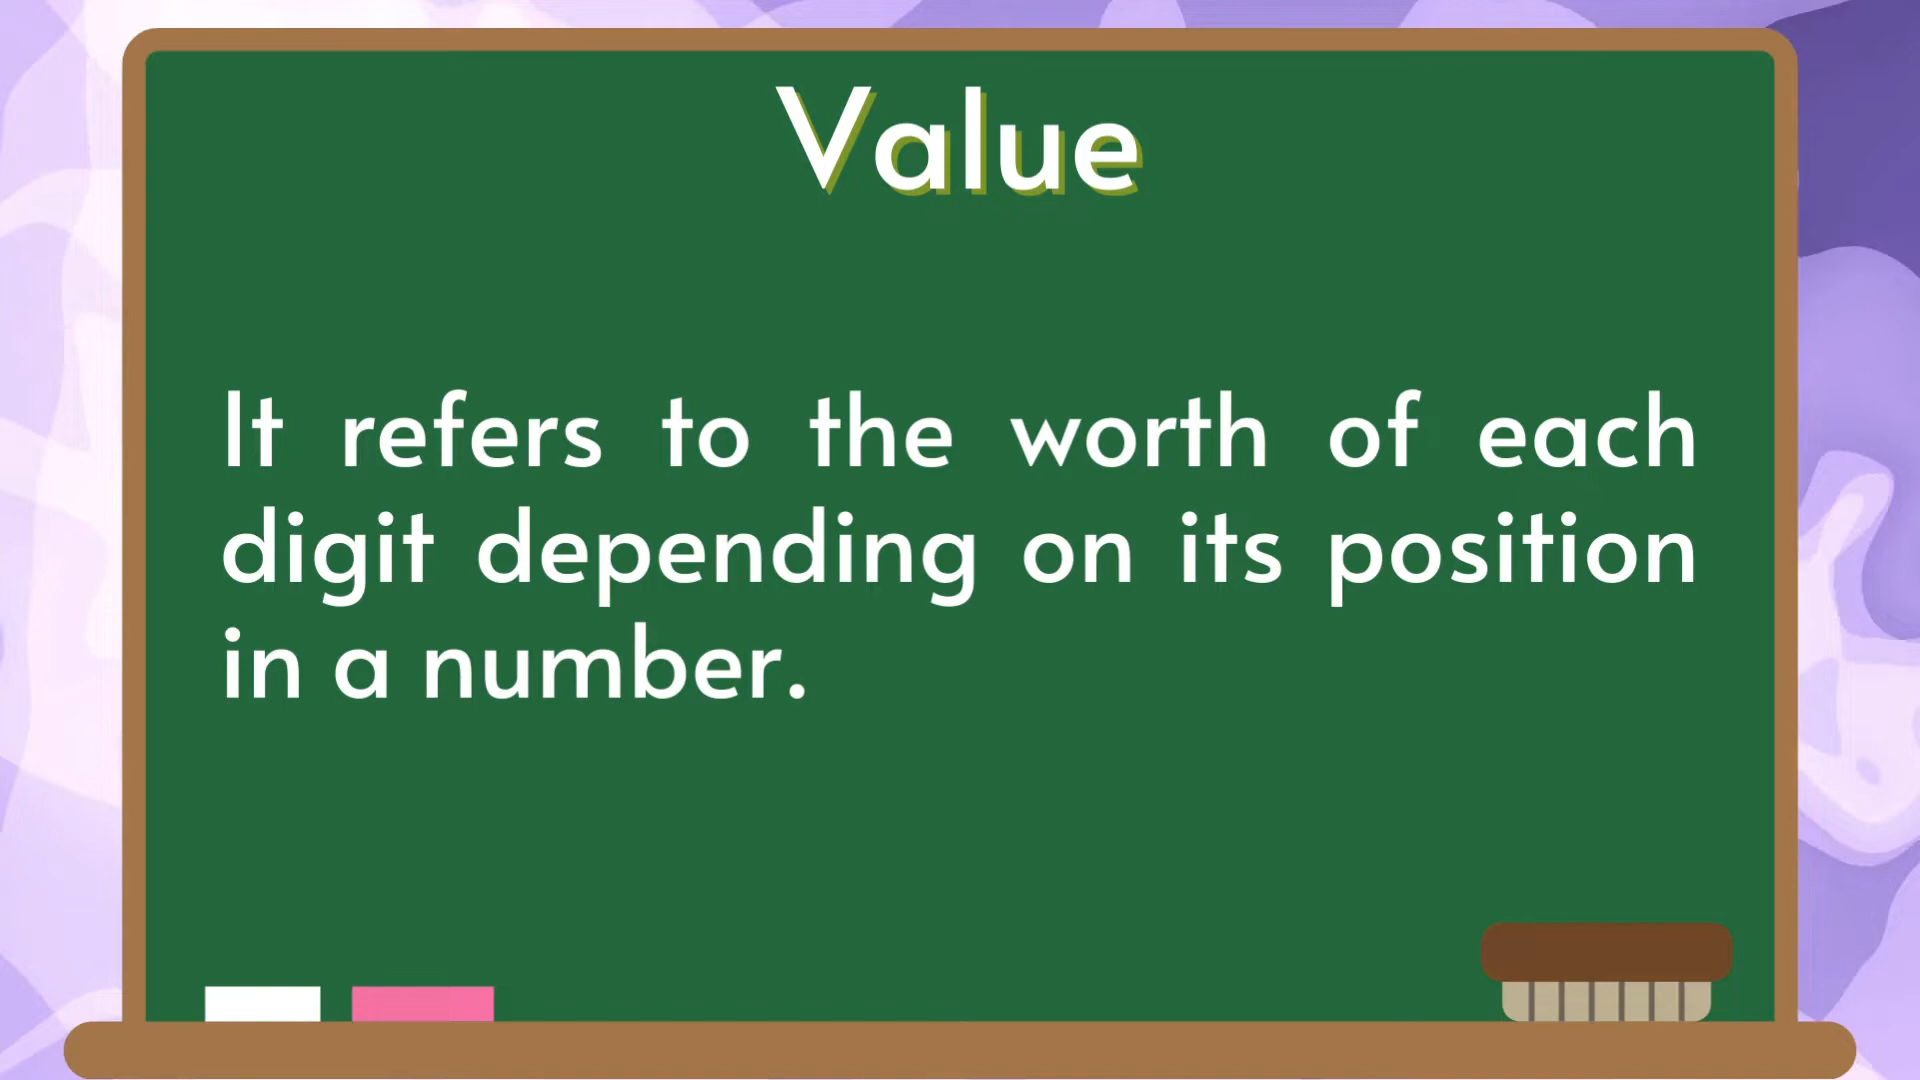 Value
It refers to the worth of each
digit depending on its position
in a number.